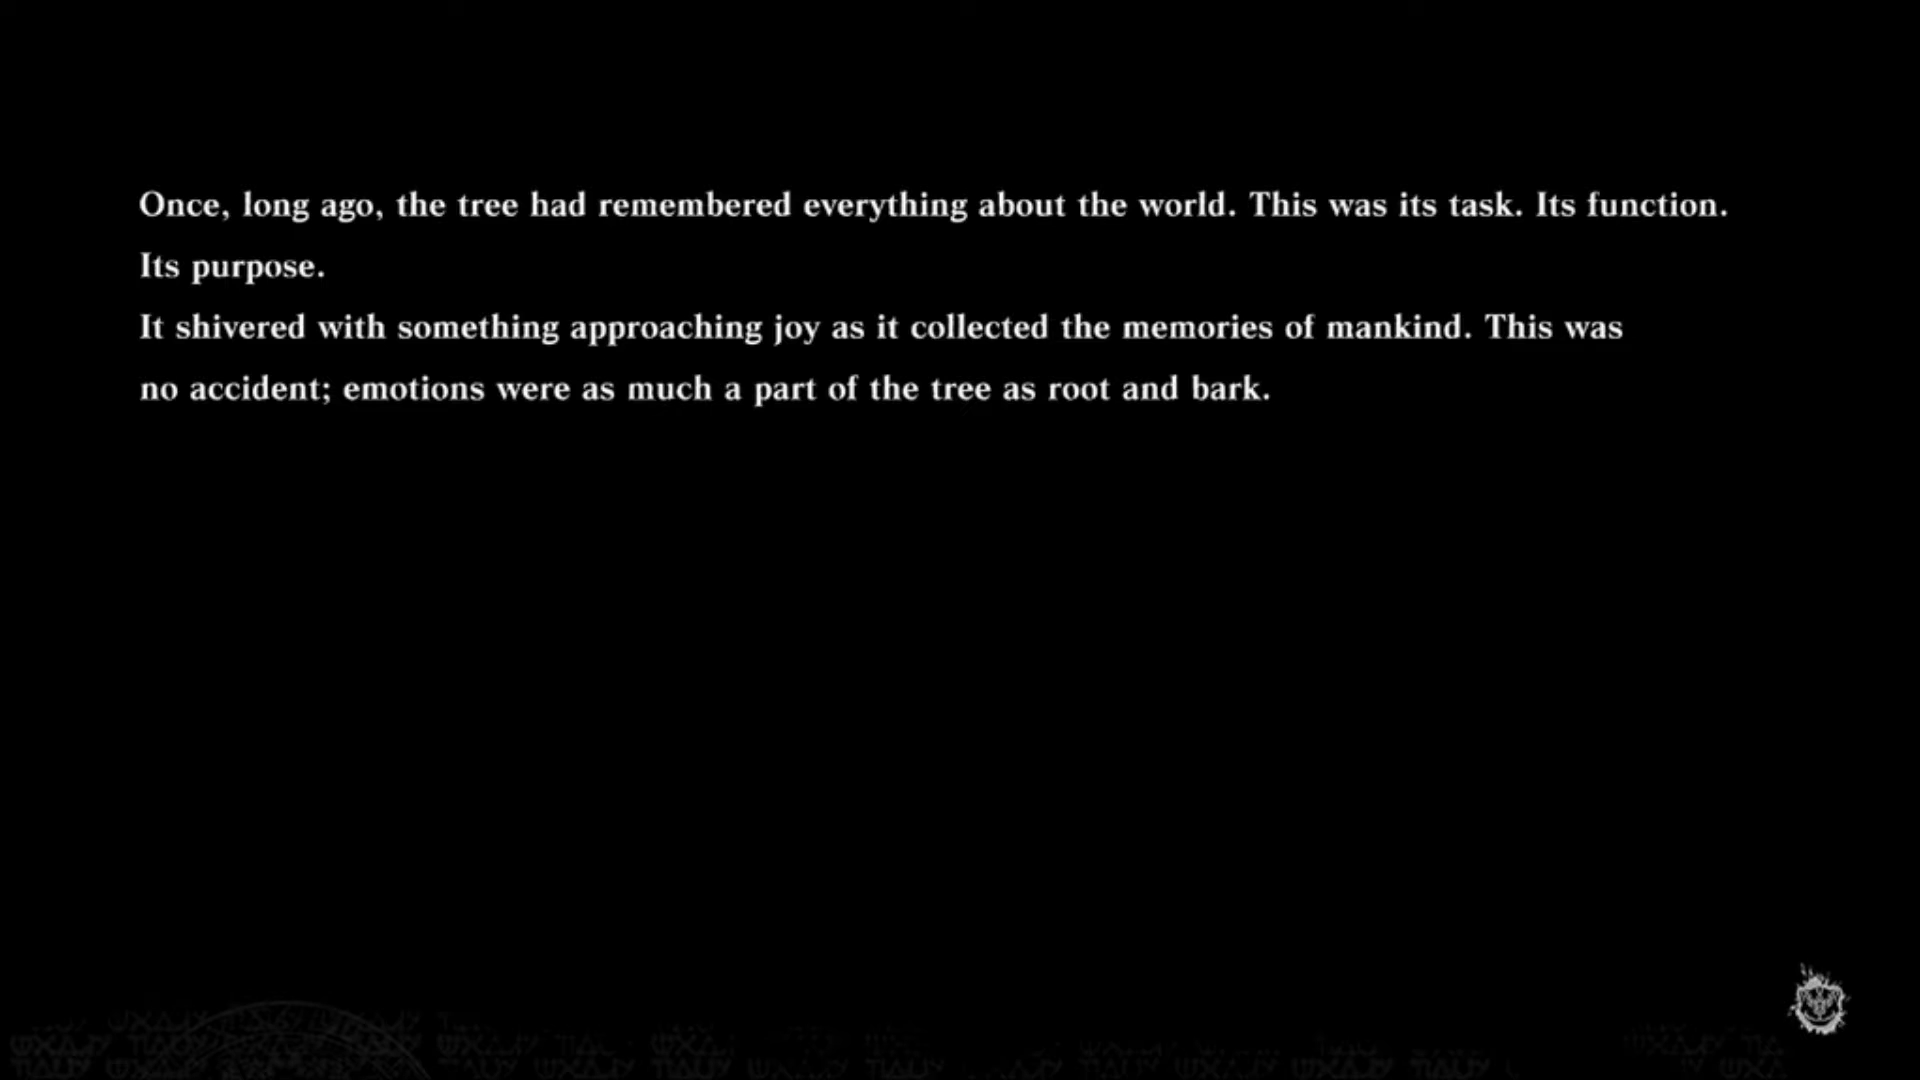 Once, long ago, the tree had remembered everything about the world. This was its task. Its function.
Its purpose.
It shivered with something approaching joy as it collected the memories of mankind. This was
no accident; emotions were as much a part of the tree as root and bark.